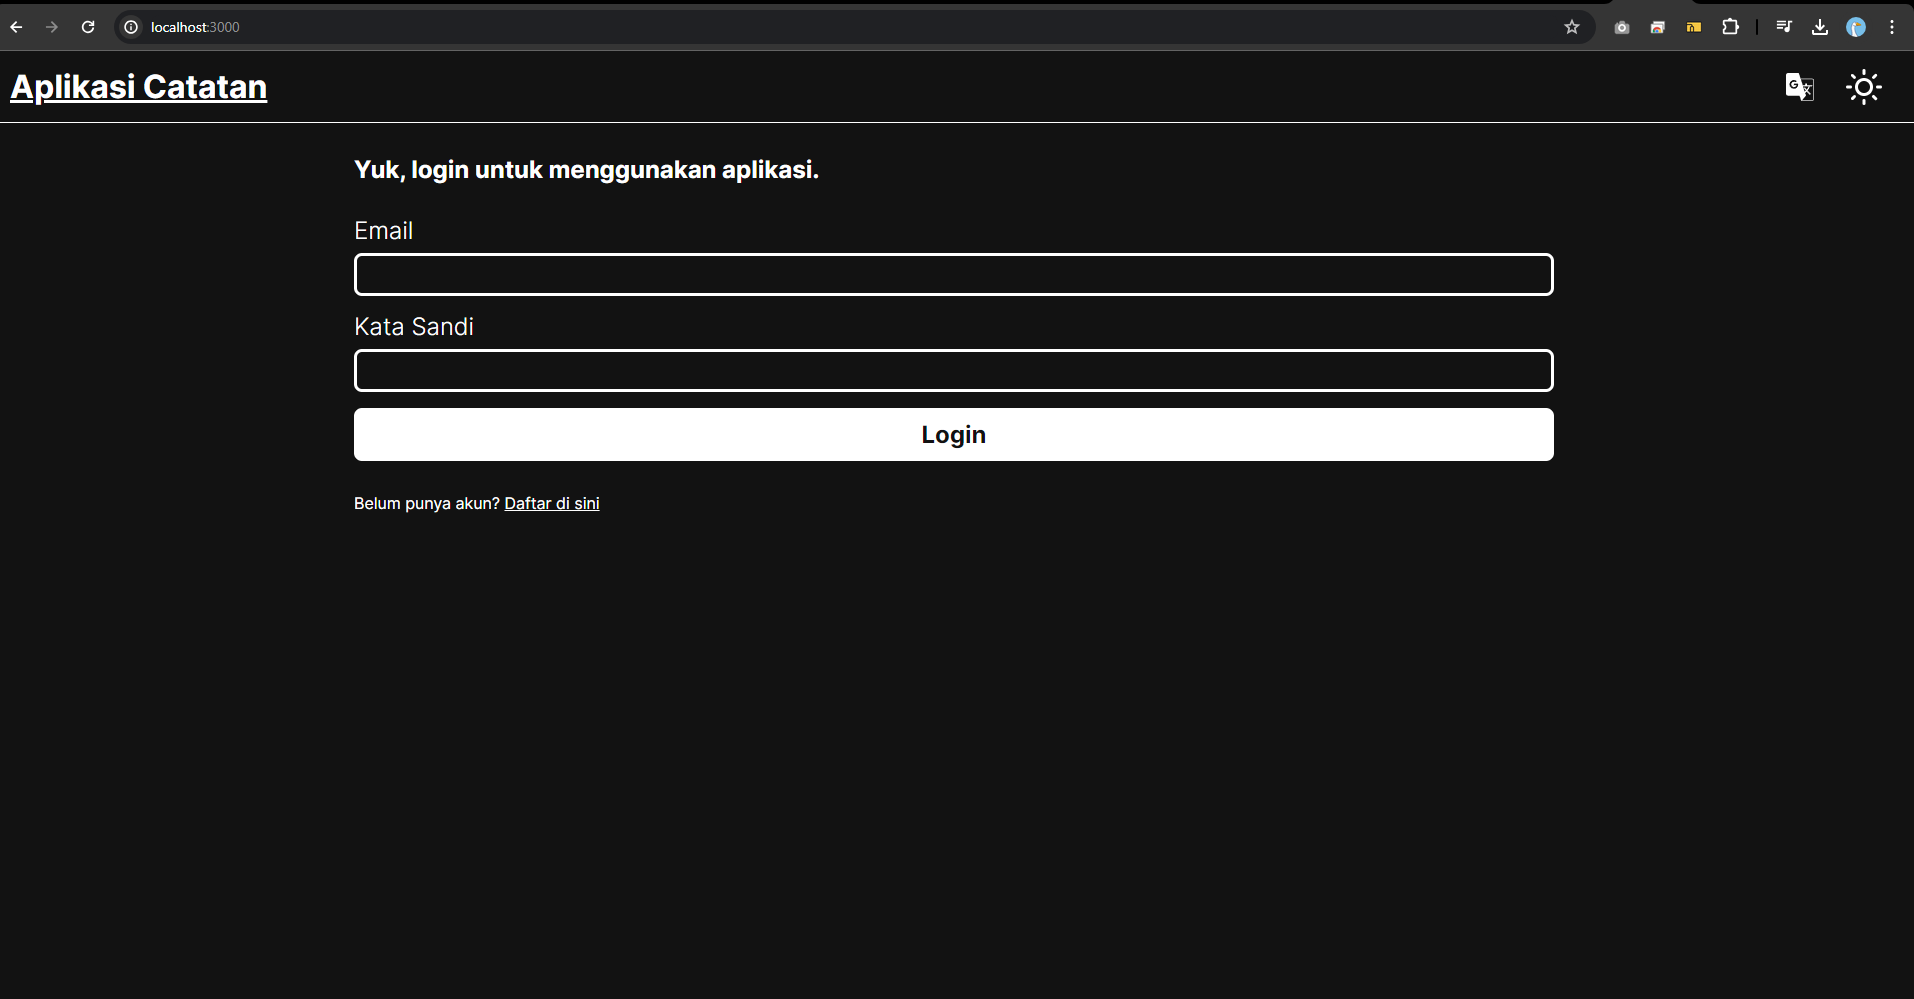 localhost:3000
Aplikasi Catatan
Yuk, login untuk menggunakan aplikasi.
Email
Kata Sandi
Login
Belum punya akun? Daftar di sini